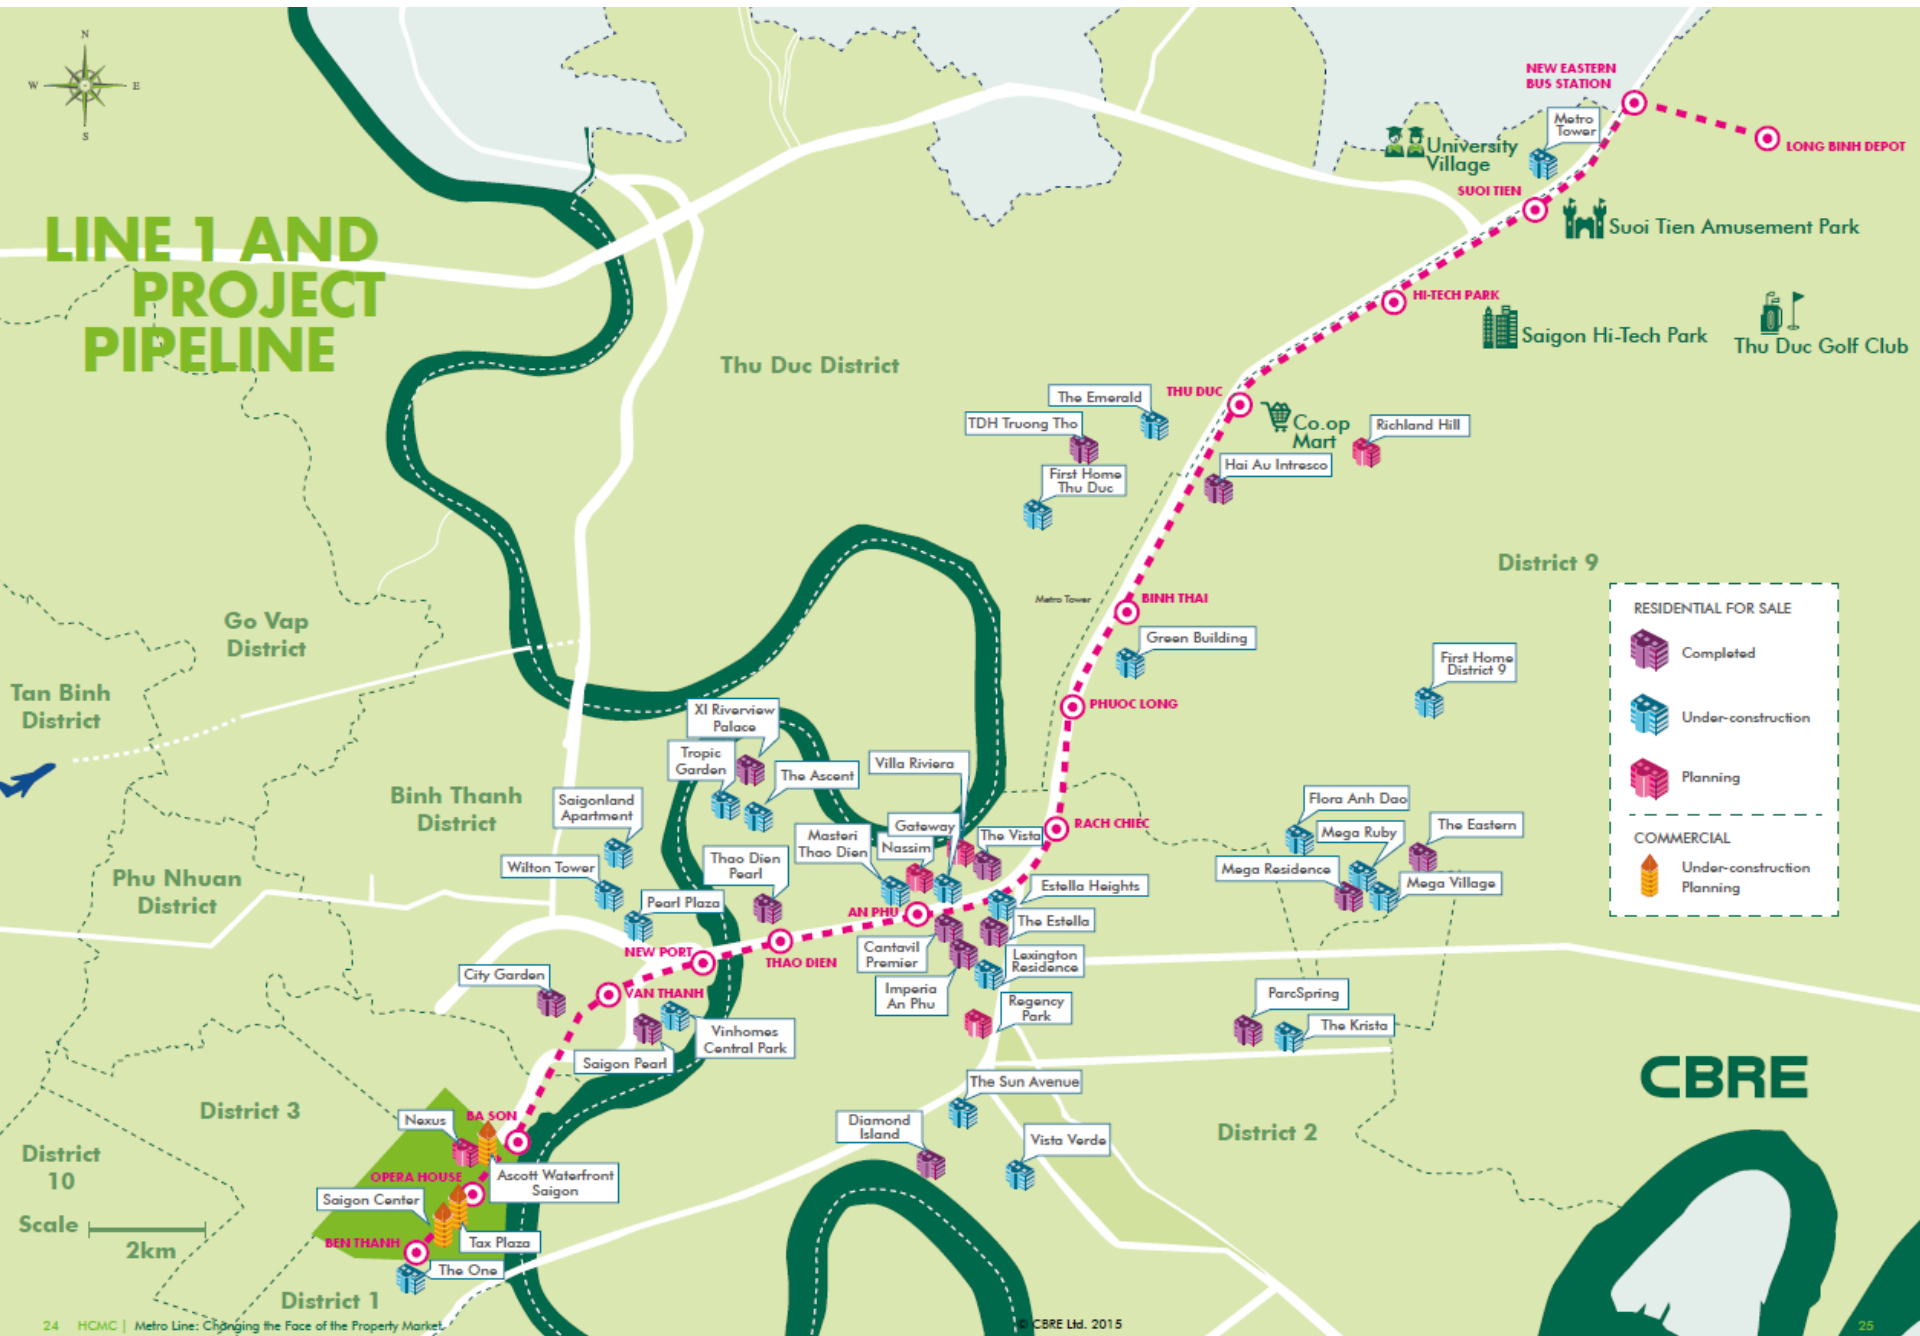 N
W
E
S
LINE 1 AND
PROJECT
PIPELINE
NEW EASTERN
BUS STATION
Metro
Tower
LONG BINH DEPOT
University
Village
SUOI TIEN
Suoi Tien Amusement Park
HI-TECH PARK
Saigon Hi-Tech Park
Thu Duc Golf Club
Thu Duc District
THU DUC
The Emerald
TDH Truong Tho
Co.op
Mart
Richland Hill
Hai Au Intresco
First Home
Thu Duc
District 9
Metro Tower
BINH THAI
Green Building
First Home
District 9
RESIDENTIAL FOR SALE
Completed
Under-construction
Planning
COMMERCIAL
Under-construction
Planning
Go Vap
District
Tan Binh
District
PHUOC LONG
XI Riverview
Palace
Tropic
Garden
The Ascent
Villa Riviera
Binh Thanh
District
Saigonland
Apartment
Gateway
The Vista
RACH CHIEC
Masteri
Thao Dien
Nassim
Flora Anh Dao
Mega Ruby
The Eastern
Mega Residence
Mega Village
Wilton Tower
Thao Dien
Pearl
Phu Nhuan
District
Pearl Plaza
Estella Heights
AN PHU
The Estella
NEW PORT
THAO DIEN
Cantavil
Premier
Lexington
Residence
City Garden
VAN THANH
Imperia
An Phu
Regency
Park
ParcSpring
The Krista
Vinhomes
Central Park
Saigon Pearl
CBRE
The Sun Avenue
District 3
Nexus
BA SON
Diamond
Island
Vista Verde
District 2
District
10
OPERA HOUSE
Ascott Waterfront
Saigon
Saigon Center
Scale
2km
BEN THANH
Tax Plaza
The One
District 1
24 HCMC | Metro Line: Changing the Face of the Property Market
© CBRE Ltd. 2015
25